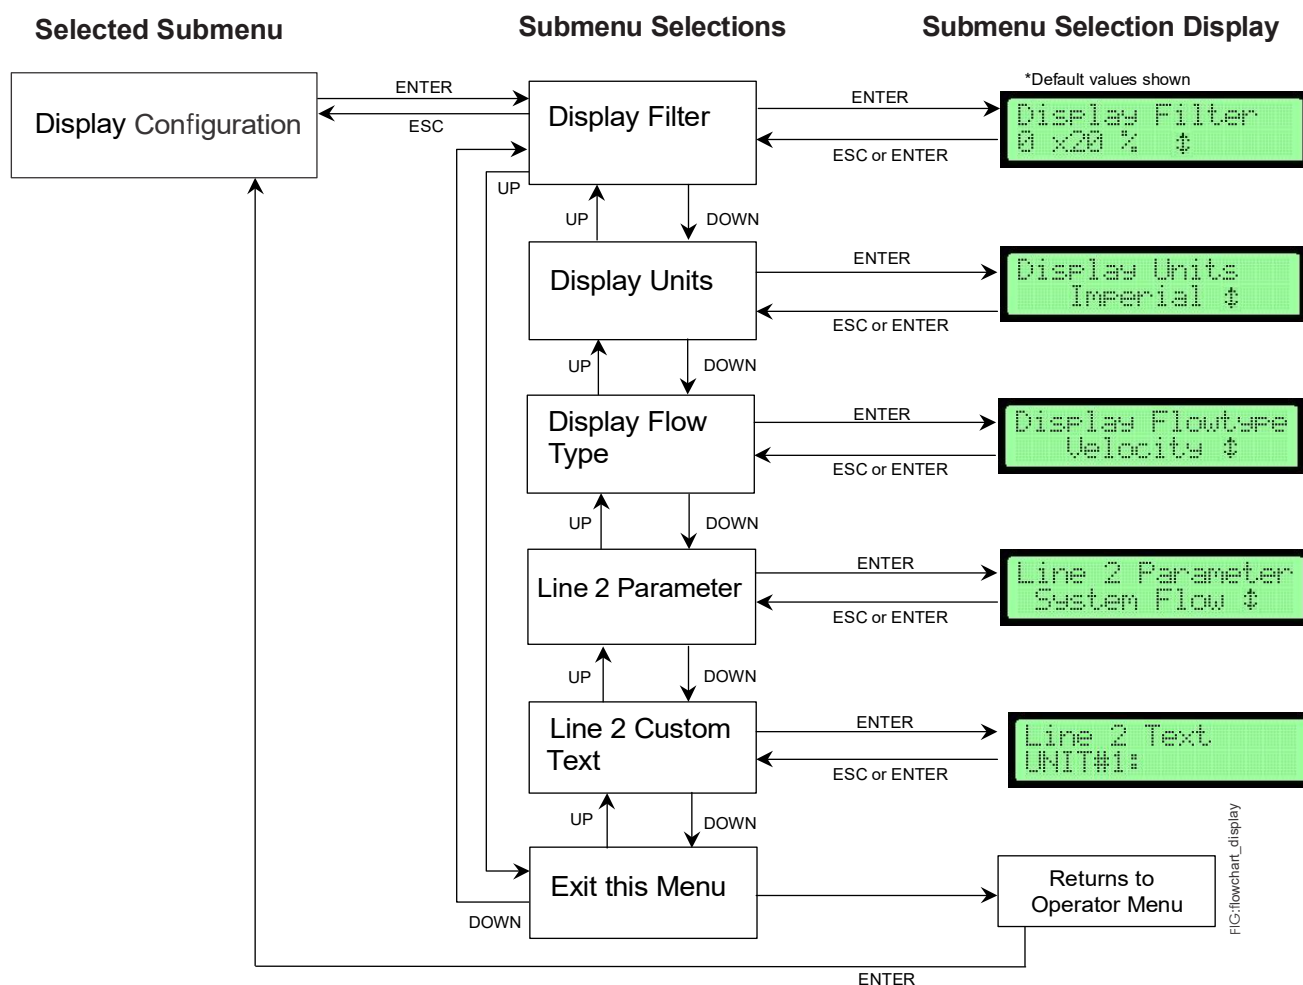 Selected Submenu
Submenu Selections
Submenu Selection Display
*Default values shown
Display Configuration
ENTER
ESC
Display Filter
ENTER
ESC or ENTER
Display Filter
0 x20 % ↕
UP
UP
DOWN
Display Units
ENTER
ESC or ENTER
Display Units
Imperial ↕
UP
DOWN
Display Flow
Type
ENTER
ESC or ENTER
Display Flowtype
Velocity ↕
UP
DOWN
Line 2 Parameter
ENTER
ESC or ENTER
Line 2 Parameter
System Flow ↕
UP
DOWN
Line 2 Custom
Text
ENTER
ESC or ENTER
Line 2 Text
UNIT#1:
UP
DOWN
Exit this Menu
DOWN
Returns to
Operator Menu
ENTER
FIG:flowchart_display